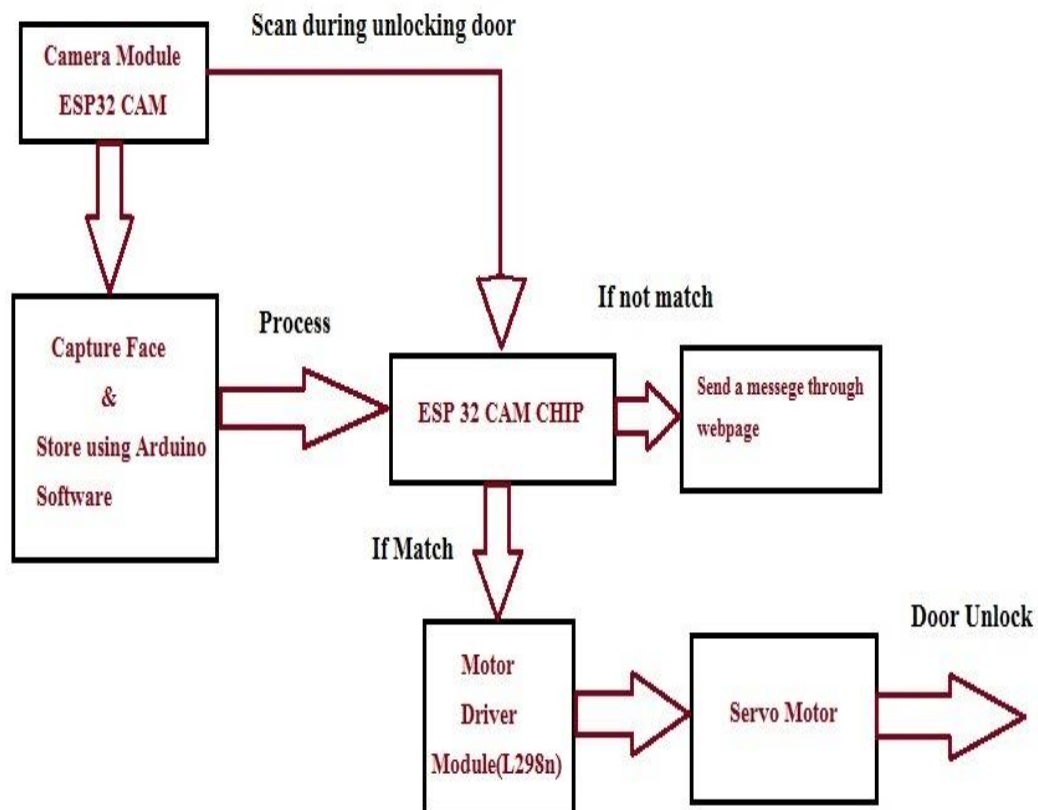 Scan during unlocking door
Camera Module
ESP32 CAM
If not match
Process
Capture Face
&
Store using Arduino
Software
ESP 32 CAM CHIP
Send a messege through
webpage
If Match
Door Unlock
Motor
Driver
Module(L298n)
Servo Motor